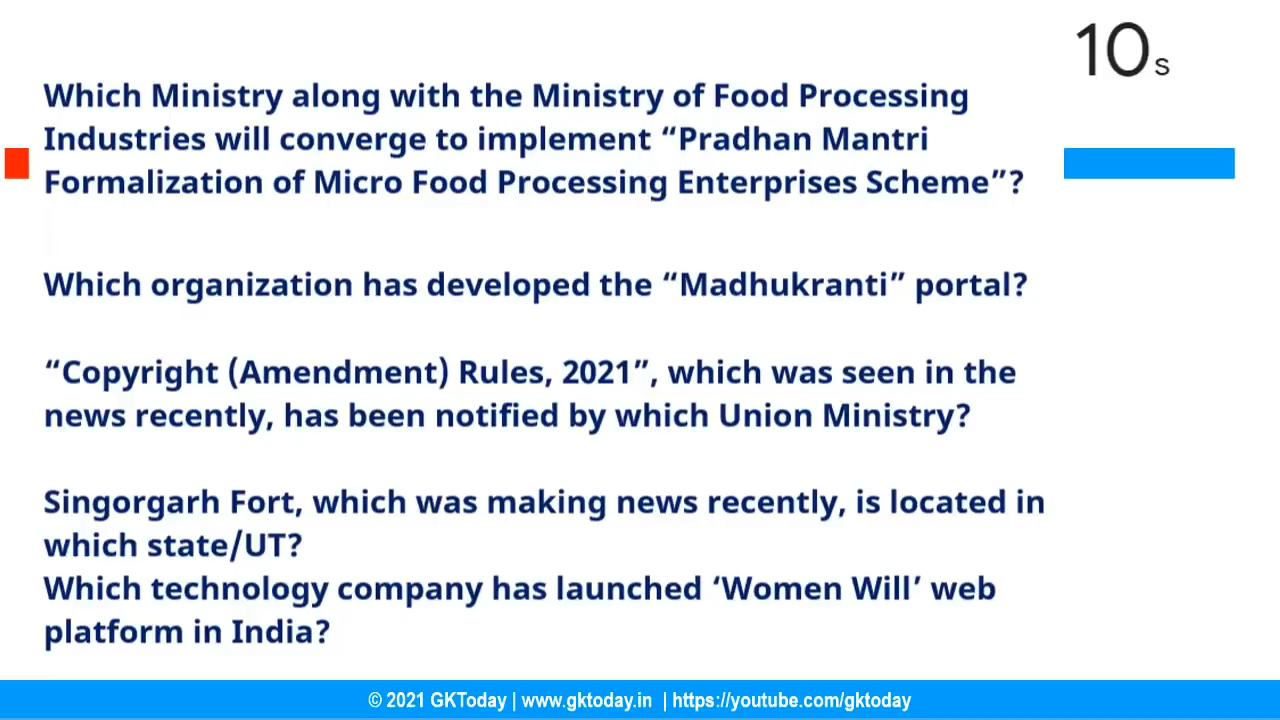 10s
Which Ministry along with the Ministry of Food Processing
Industries will converge to implement “Pradhan Mantri
Formalization of Micro Food Processing Enterprises Scheme”?
Which organization has developed the “Madhukranti” portal?
“Copyright (Amendment) Rules, 2021”, which was seen in the
news recently, has been notified by which Union Ministry?
Singorgarh Fort, which was making news recently, is located in
which state/UT?
Which technology company has launched ‘Women Will’ web
platform in India?
© 2021 GKToday | www.gktoday.in | https://youtube.com/gktoday